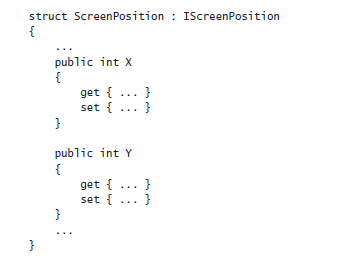 struct ScreenPosition : IScreenPosition
{
    ...
    public int X
    {
        get { ... }
        set { ... }
    }

    public int Y
    {
        get { ... }
        set { ... }
    }
    ...
}